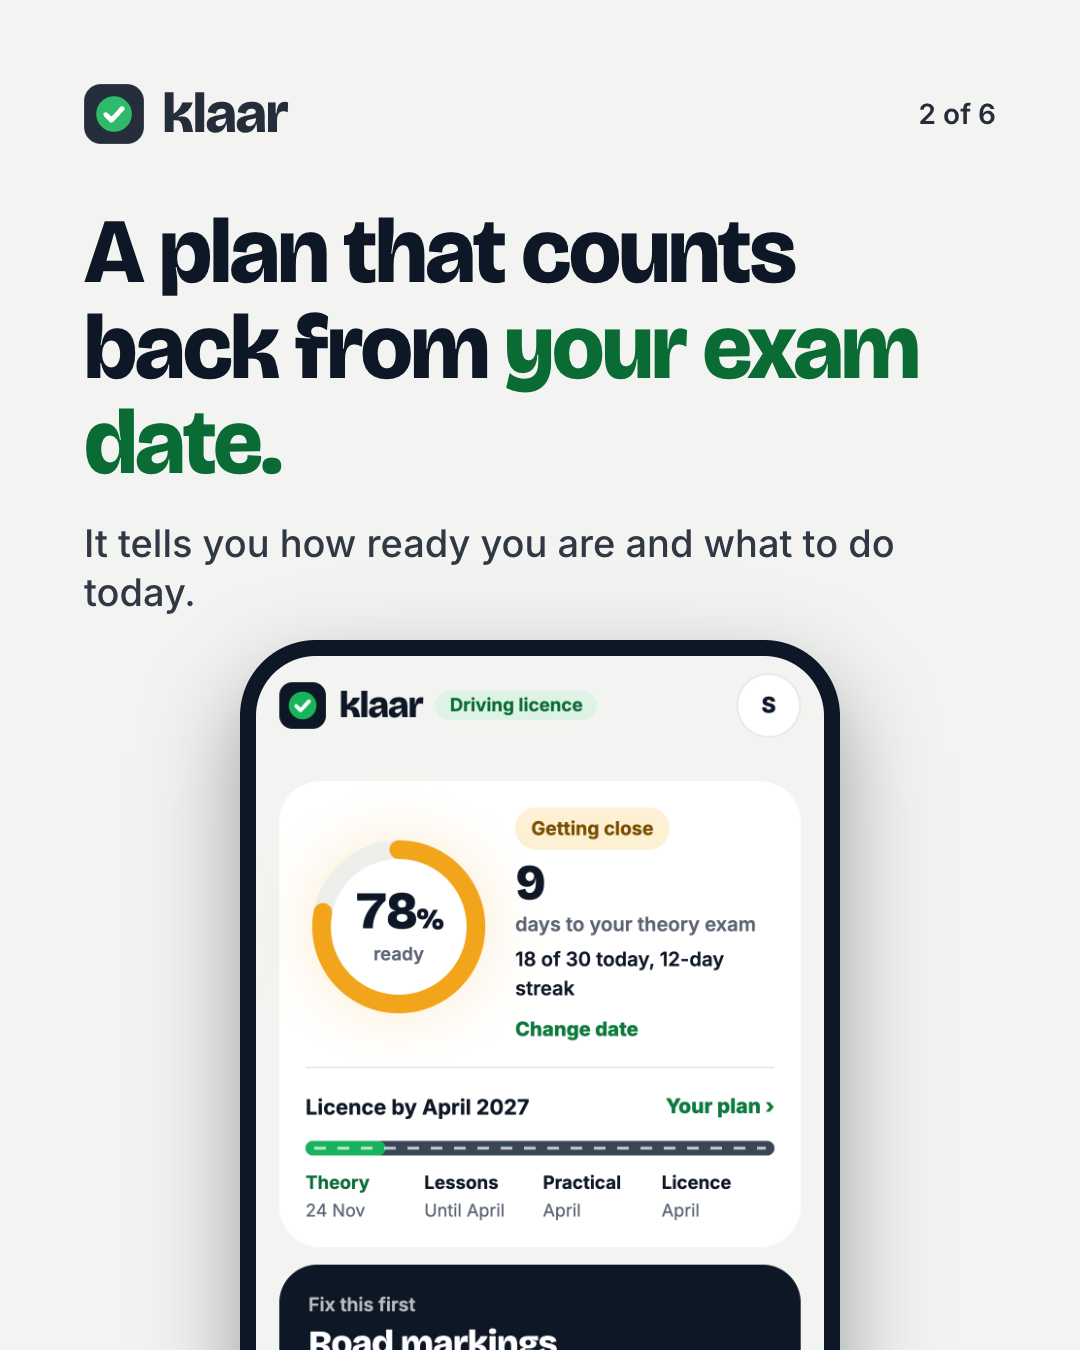 klaar
2 of 6
A plan that counts
back from your exam
date.
It tells you how ready you are and what to do
today.
klaar
Driving licence
S
78%
ready
Getting close
9
days to your theory exam
18 of 30 today, 12-day
streak
Change date
Licence by April 2027
Your plan ›
Theory
24 Nov
Lessons
Until April
Practical
April
Licence
April
Fix this first
Road markings